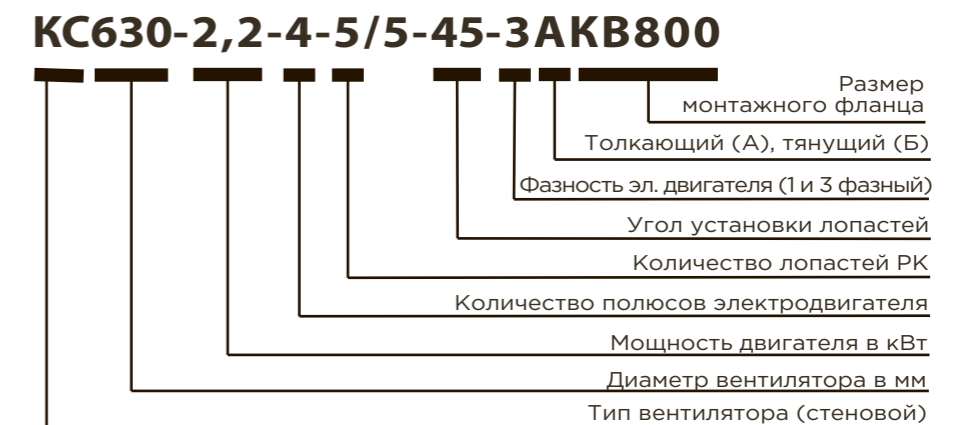 КС630-2,2-4-5/5-45-3АКВ800
Размер
монтажного фланца
Толкающий (А), тянущий (Б)
Фазность эл. двигателя (1 и 3 фазный)
Угол установки лопастей
Количество лопастей РК
Количество полюсов электродвигателя
Мощность двигателя в кВт
Диаметр вентилятора в мм
Тип вентилятора (стеновой)